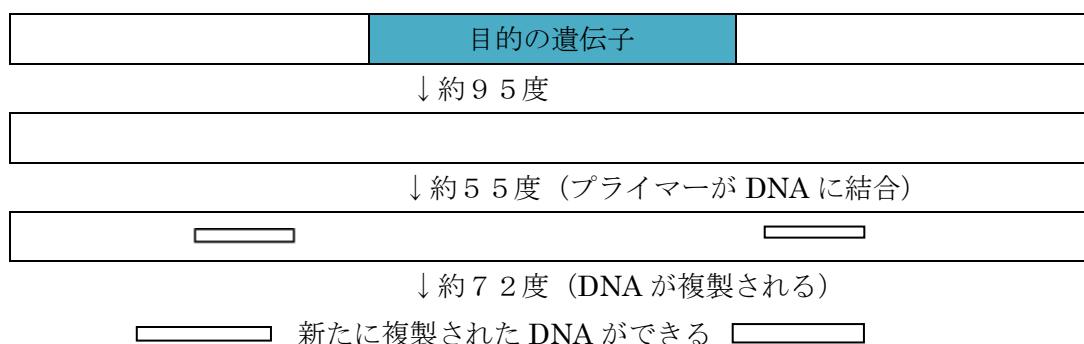 目的の遺伝子
↓約９５度
↓約５５度（プライマーが DNA に結合）
↓約７２度（DNA が複製される）
新たに複製された DNA ができる